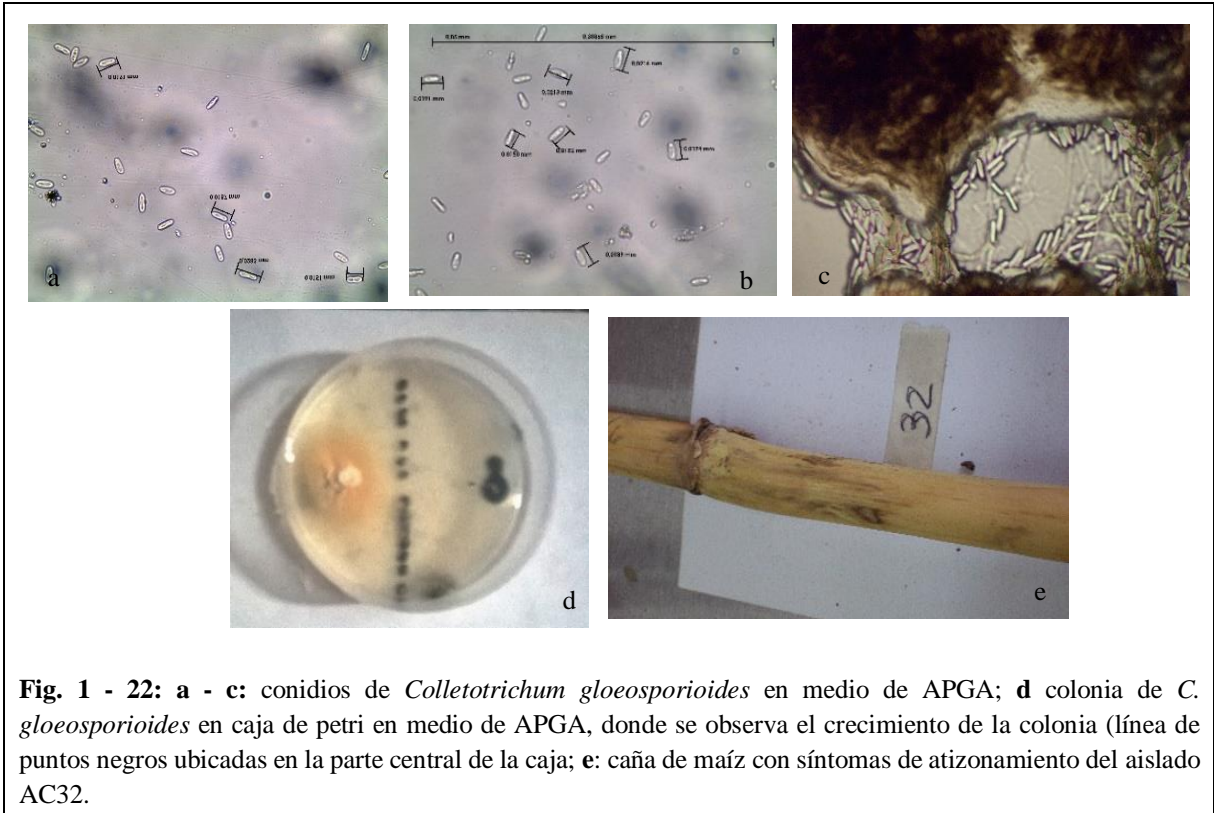 a
b
c
d
e
32
Fig. 1 - 22: a - c: conidios de Colletotrichum gloeosporioides en medio de APGA; d colonia de C.
gloeosporioides en caja de petri en medio de APGA, donde se observa el crecimiento de la colonia (línea de
puntos negros ubicadas en la parte central de la caja; e: caña de maíz con síntomas de atizonamiento del aislado
AC32.